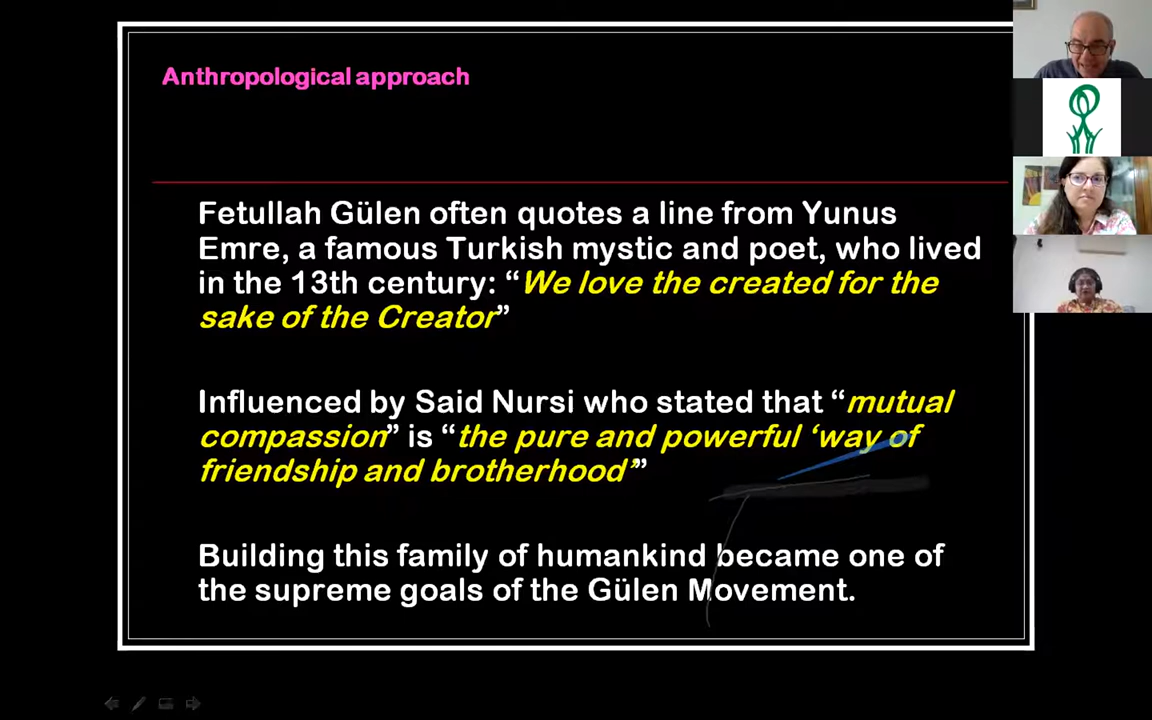 Anthropological approach
Fetullah Gülen often quotes a line from Yunus
Emre, a famous Turkish mystic and poet, who lived
in the 13th century: “We love the created for the
sake of the Creator”
Influenced by Said Nursi who stated that “mutual
compassion” is “the pure and powerful ‘way of
friendship and brotherhood’”
Building this family of humankind became one of
the supreme goals of the Gülen Movement.